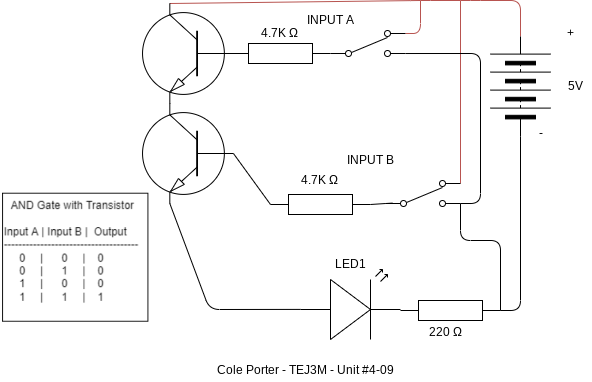 INPUT A
4.7K Ω
+
5V
-
INPUT B
4.7K Ω
AND Gate with Transistor
Input A | Input B | Output
----------------------------------------
0 | 0 | 0
0 | 1 | 0
1 | 0 | 0
1 | 1 | 1
LED1
220 Ω
Cole Porter - TEJ3M - Unit #4-09